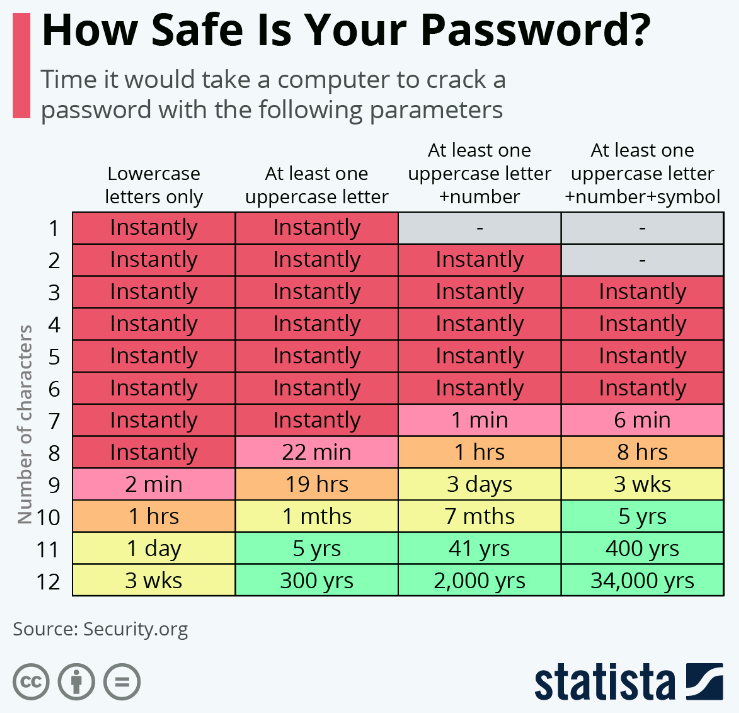 How Safe Is Your Password?
Time it would take a computer to crack a
password with the following parameters
Lowercase
letters only
At least one
uppercase letter
At least one
uppercase letter
+number
At least one
uppercase letter
+number+symbol
Number of characters
1 Instantly Instantly - -
2 Instantly Instantly Instantly -
3 Instantly Instantly Instantly Instantly
4 Instantly Instantly Instantly Instantly
5 Instantly Instantly Instantly Instantly
6 Instantly Instantly Instantly Instantly
7 Instantly Instantly 1 min 6 min
8 Instantly 22 min 1 hrs 8 hrs
9 2 min 19 hrs 3 days 3 wks
10 1 hrs 1 mths 7 mths 5 yrs
11 1 day 5 yrs 41 yrs 400 yrs
12 3 wks 300 yrs 2,000 yrs 34,000 yrs
Source: Security.org
cc
statista